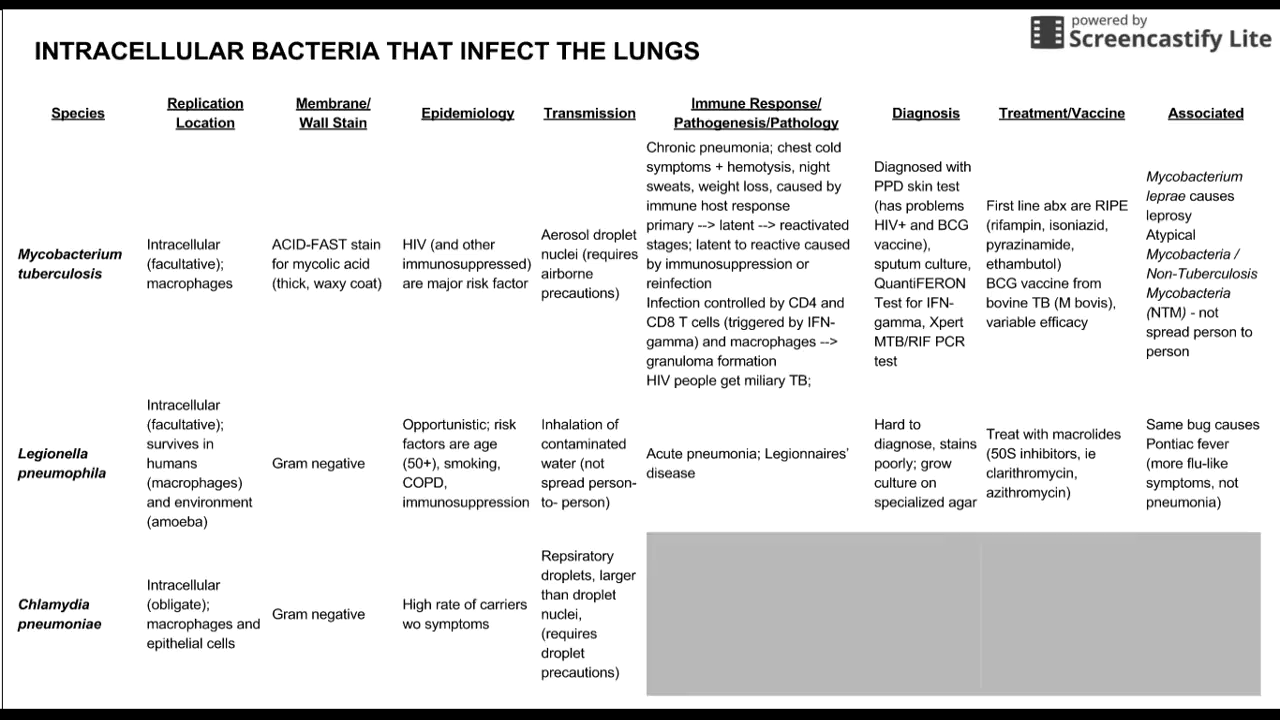 powered by
Screencastify Lite
INTRACELLULAR BACTERIA THAT INFECT THE LUNGS
Species
Replication
Location
Membrane/
Wall Stain
Epidemiology
Transmission
Immune Response/
Pathogenesis/Pathology
Diagnosis
Treatment/Vaccine
Associated
Mycobacterium
tuberculosis
Intracellular
(facultative);
macrophages
ACID-FAST stain
for mycolic acid
(thick, waxy coat)
HIV (and other
immunosuppressed)
are major risk factor
Aerosol droplet
nuclei (requires
airborne
precautions)
Chronic pneumonia; chest cold
symptoms + hemotysis, night
sweats, weight loss, caused by
immune host response
primary --> latent --> reactivated
stages; latent to reactive caused
by immunosuppression or
reinfection
Infection controlled by CD4 and
CD8 T cells (triggered by IFN-
gamma) and macrophages -->
granuloma formation
HIV people get miliary TB;
Diagnosed with
PPD skin test
(has problems
HIV+ and BCG
vaccine),
sputum culture,
QuantiFERON
Test for IFN-
gamma, Xpert
MTB/RIF PCR
test
First line abx are RIPE
(rifampin, isoniazid,
pyrazinamide,
ethambutol)
BCG vaccine from
bovine TB (M bovis),
variable efficacy
Mycobacterium
leprae causes
leprosy
Atypical
Mycobacteria /
Non-Tuberculosis
Mycobacteria
(NTM) - not
spread person to
person
Legionella
pneumophila
Intracellular
(facultative);
survives in
humans
(macrophages)
and environment
(amoeba)
Gram negative
Opportunistic; risk
factors are age
(50+), smoking,
COPD,
immunosuppression
Inhalation of
contaminated
water (not
spread person-
to- person)
Acute pneumonia; Legionnaires'
disease
Hard to
diagnose, stains
poorly; grow
culture on
specialized agar
Treat with macrolides
(50S inhibitors, ie
clarithromycin,
azithromycin)
Same bug causes
Pontiac fever
(more flu-like
symptoms, not
pneumonia)
Chlamydia
pneumoniae
Intracellular
(obligate);
macrophages and
epithelial cells
Gram negative
High rate of carriers
wo symptoms
Repsiratory
droplets, larger
than droplet
nuclei,
(requires
droplet
precautions)